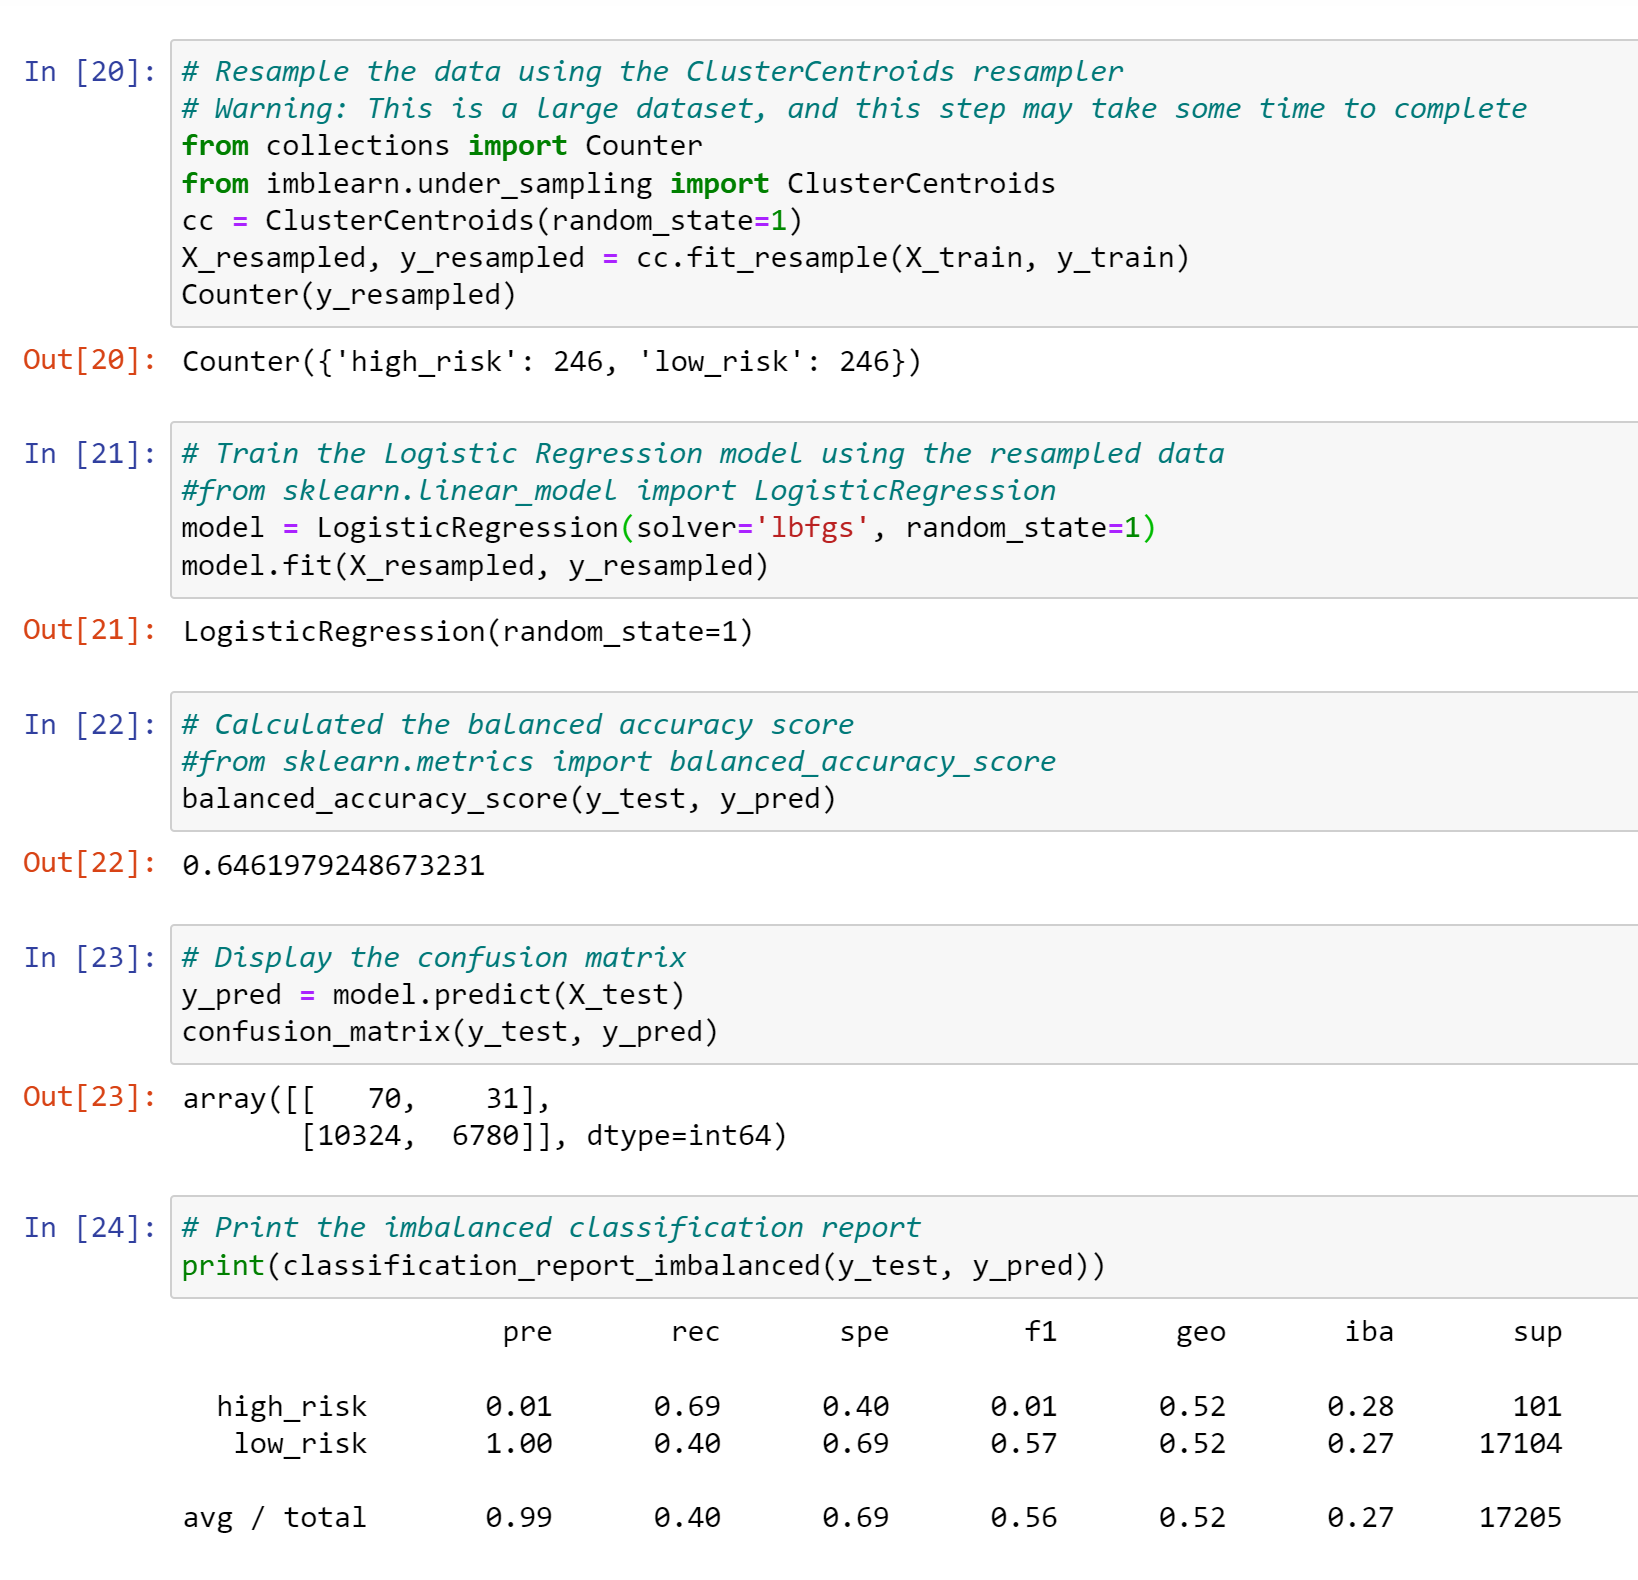 In [20]: # Resample the data using the ClusterCentroids resampler
# Warning: This is a large dataset, and this step may take some time to complete
from collections import Counter
from imblearn.under_sampling import ClusterCentroids
cc = ClusterCentroids(random_state=1)
X_resampled, y_resampled = cc.fit_resample(X_train, y_train)
Counter(y_resampled)
Out[20]: Counter({'high_risk': 246, 'low_risk': 246})
In [21]: # Train the Logistic Regression model using the resampled data
#from sklearn.linear_model import LogisticRegression
model = LogisticRegression(solver='lbfgs', random_state=1)
model.fit(X_resampled, y_resampled)
Out[21]: LogisticRegression(random_state=1)
In [22]: # Calculated the balanced accuracy score
#from sklearn.metrics import balanced_accuracy_score
balanced_accuracy_score(y_test, y_pred)
Out[22]: 0.6461979248673231
In [23]: # Display the confusion matrix
y_pred = model.predict(X_test)
confusion_matrix(y_test, y_pred)
Out[23]: array([[   70,    31],
       [10324,  6780]], dtype=int64)
In [24]: # Print the imbalanced classification report
print(classification_report_imbalanced(y_test, y_pred))
pre rec spe f1 geo iba sup
high_risk 0.01 0.69 0.40 0.01 0.52 0.28 101
low_risk 1.00 0.40 0.69 0.57 0.52 0.27 17104
avg / total 0.99 0.40 0.69 0.56 0.52 0.27 17205